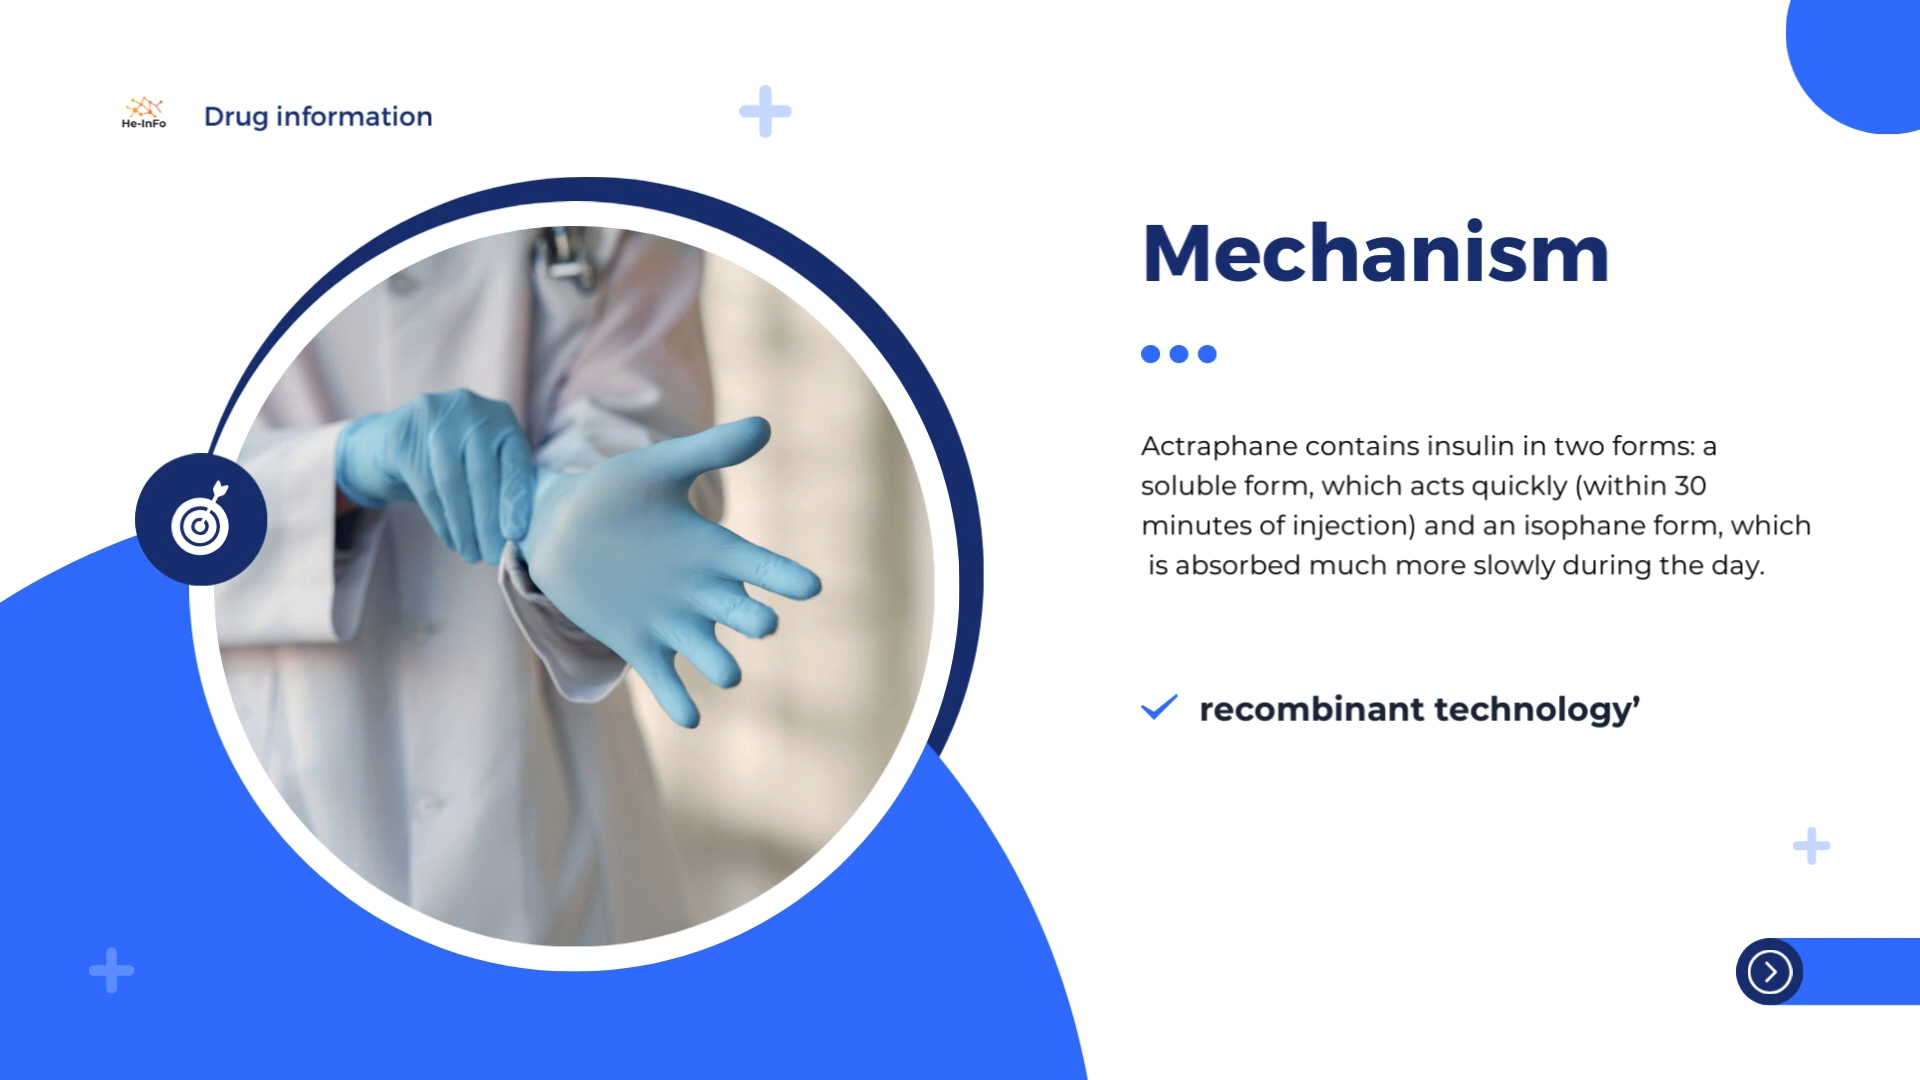 He-InFo
Drug information
Mechanism
Actraphane contains insulin in two forms: a
soluble form, which acts quickly (within 30
minutes of injection) and an isophane form, which
is absorbed much more slowly during the day.
recombinant technology’